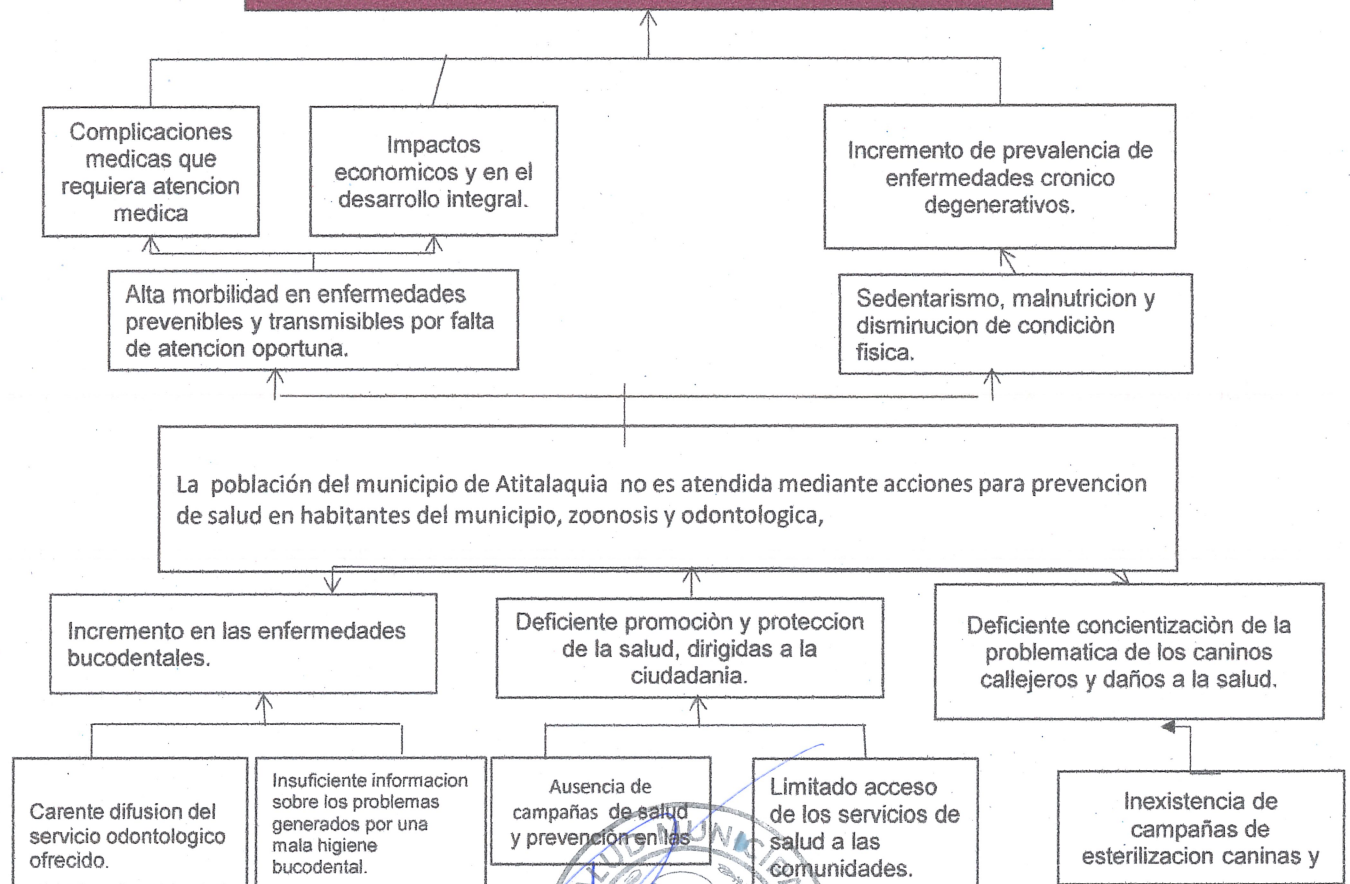 Complicaciones
medicas que
requiera atencion
medica
Impactos
economicos y en el
desarrollo integral.
Incremento de prevalencia de
enfermedades cronico
degenerativos.
Alta morbilidad en enfermedades
prevenibles y transmisibles por falta
de atencion oportuna.
Sedentarismo, malnutricion y
disminucion de condiciòn
fisica.
La población del municipio de Atitalaquia no es atendida mediante acciones para prevencion
de salud en habitantes del municipio, zoonosis y odontologica,
Incremento en las enfermedades
bucodentales.
Deficiente promociòn y proteccion
de la salud, dirigidas a la
ciudadania.
Deficiente concientizaciòn de la
problematica de los caninos
callejeros y daños a la salud.
Carente difusion del
servicio odontologico
ofrecido.
Insuficiente informacion
sobre los problemas
generados por una
mala higiene
bucodental.
Ausencia de
campañas de salud
y prevención en las
Limitado acceso
de los servicios de
salud a las
comunidades.
Inexistencia de
campañas de
esterilizacion caninas y